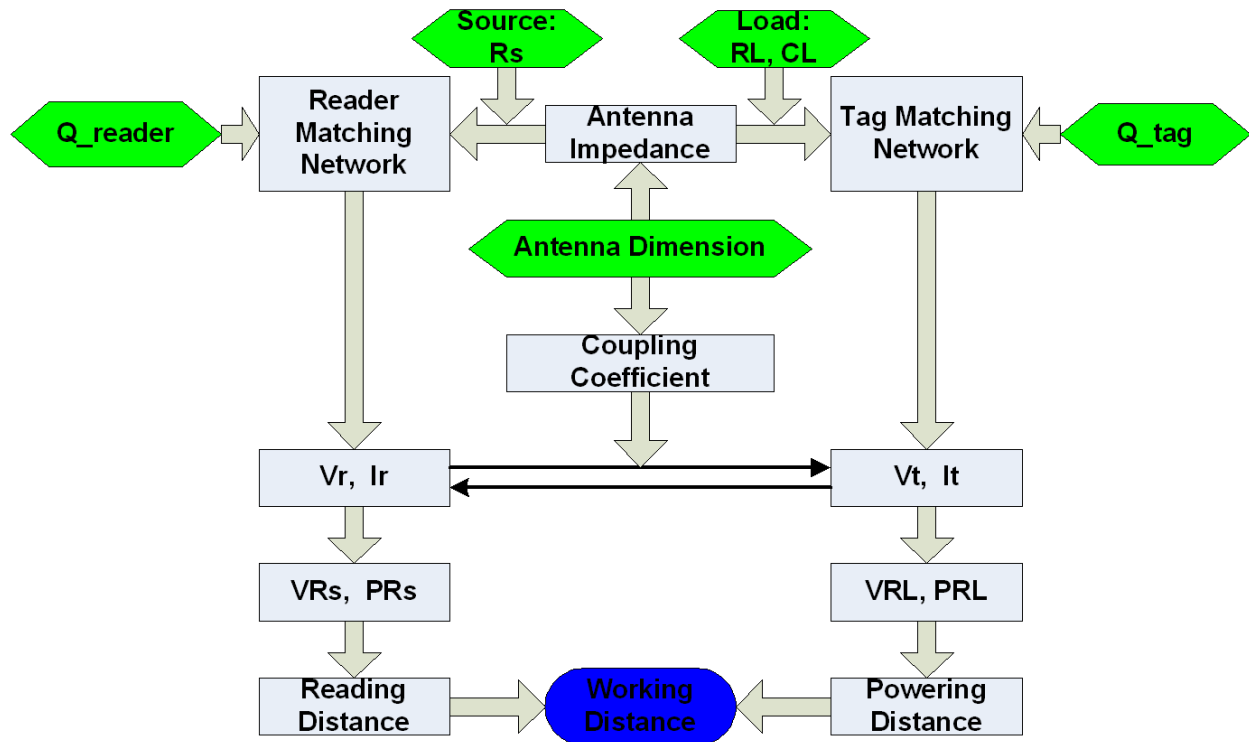 Source:
Rs
Load:
RL, CL
Q_reader
Reader
Matching
Network
Antenna
Impedance
Tag Matching
Network
Q_tag
Antenna Dimension
Coupling
Coefficient
Vr, Ir
Vt, It
VRs, PRs
VRL, PRL
Reading
Distance
Working
Distance
Powering
Distance